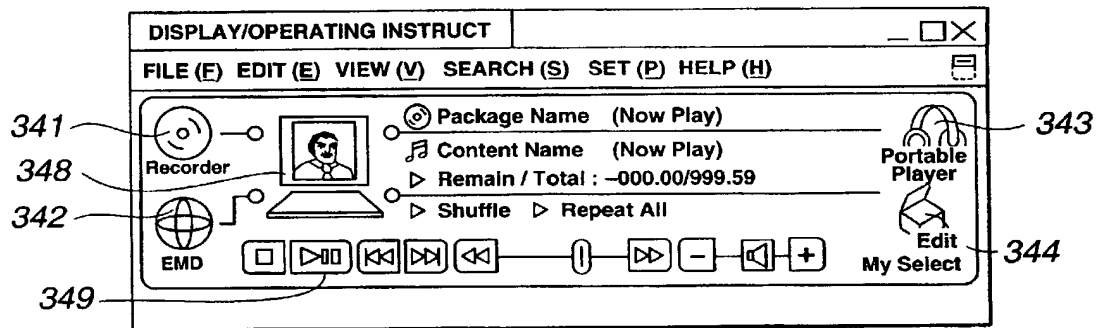 DISPLAY/OPERATING INSTRUCT
FILE (F) EDIT (E) VIEW (V) SEARCH (S) SET (P) HELP (H)
341
Recorder
348
342
EMD
349
Package Name (Now Play)
Content Name (Now Play)
Remain / Total : –000.00/999.59
Shuffle Repeat All
343
Portable
Player
Edit
344
My Select